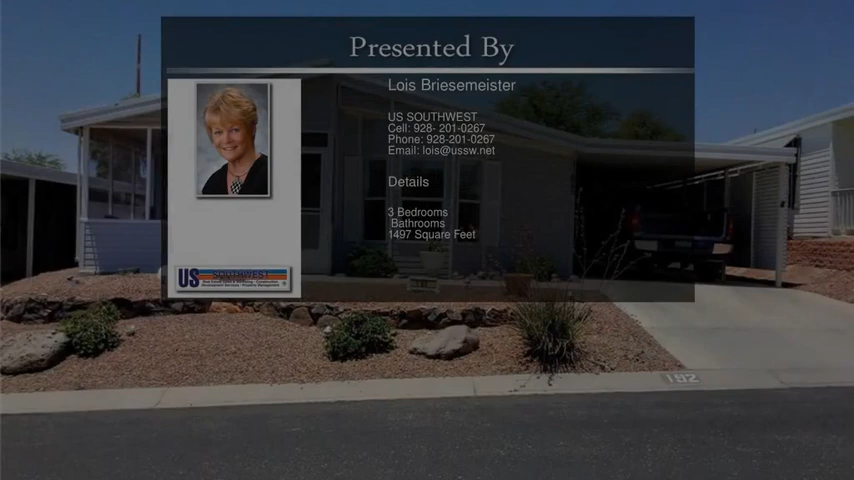 Presented By
Lois Briesemeister
US SOUTHWEST
Cell: 928- 201-0267
Phone: 928-201-0267
Email: lois@ussw.net
Details
3 Bedrooms
Bathrooms
1497 Square Feet
US SOUTHWEST
192